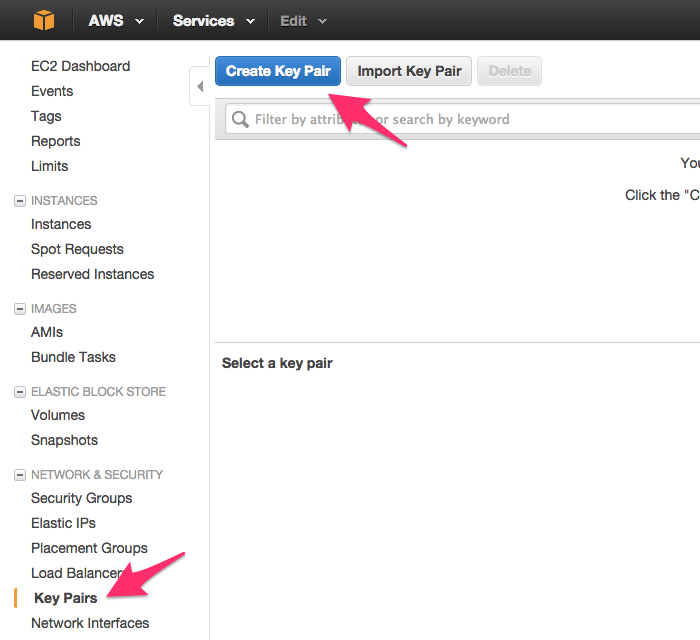 AWS Services Edit
EC2 Dashboard
Events
Tags
Reports
Limits
INSTANCES
Instances
Spot Requests
Reserved Instances
IMAGES
AMIs
Bundle Tasks
ELASTIC BLOCK STORE
Volumes
Snapshots
NETWORK & SECURITY
Security Groups
Elastic IPs
Placement Groups
Load Balancer
Key Pairs
Network Interfaces
Create Key Pair Import Key Pair Delete
Filter by or search by keyword
You
Click the "C
Select a key pair